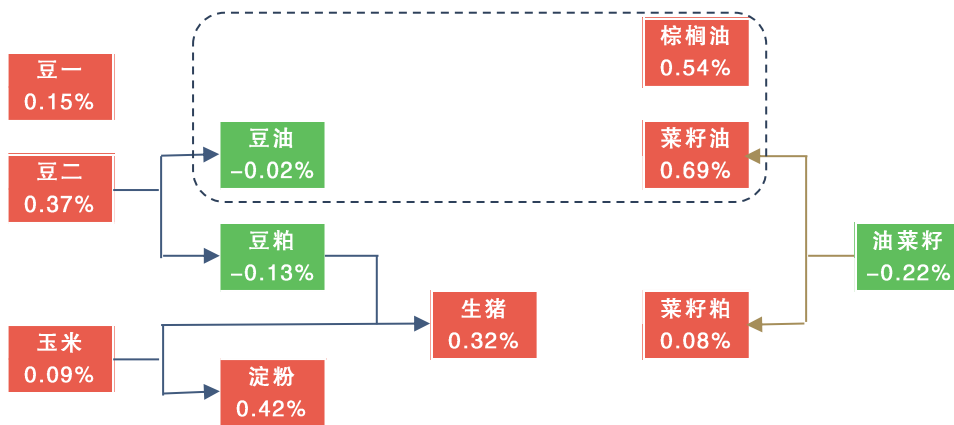 棕榈油
0.54%
豆一
0.15%
豆油
-0.02%
菜籽油
0.69%
豆二
0.37%
豆粕
-0.13%
油菜籽
-0.22%
生猪
0.32%
菜籽粕
0.08%
玉米
0.09%
淀粉
0.42%